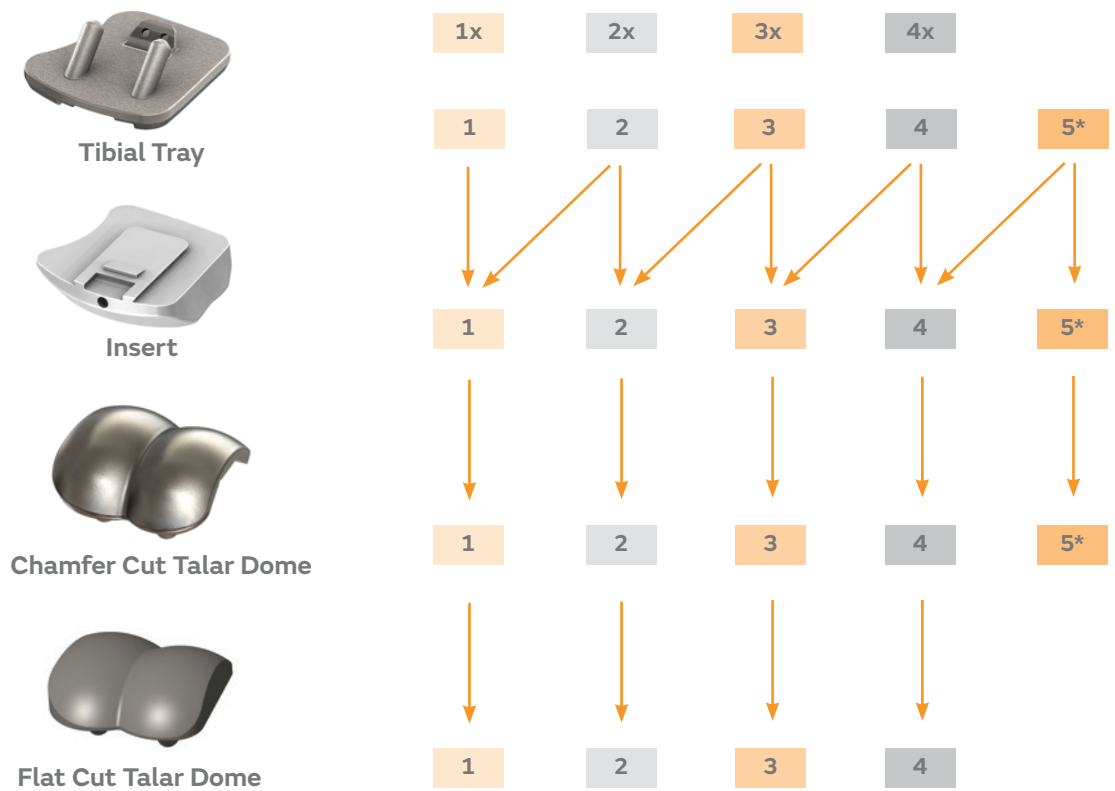 1x 2x 3x 4x
1 2 3 4 5*
Tibial Tray
1 2 3 4 5*
Insert
1 2 3 4 5*
Chamfer Cut Talar Dome
1 2 3 4
Flat Cut Talar Dome